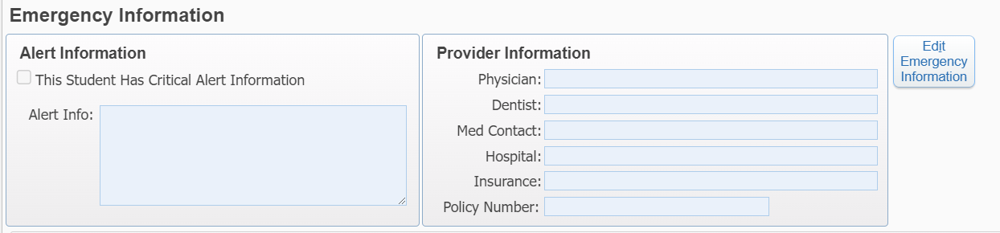 Emergency Information
Alert Information
This Student Has Critical Alert Information
Alert Info:
Provider Information
Physician:
Dentist:
Med Contact:
Hospital:
Insurance:
Policy Number:
Edit
Emergency
Information